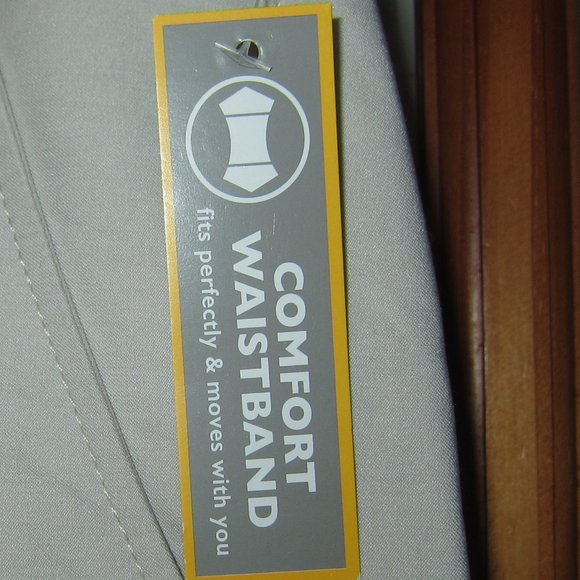 COMFORT
WAISTBAND
fits perfectly & moves with you